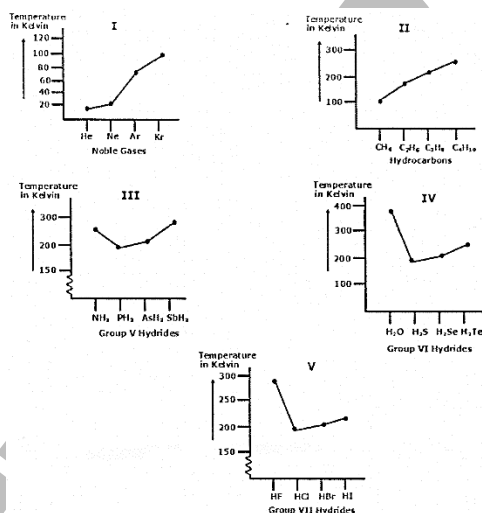 Temperature
in Kelvin
I
120
100
80
60
40
20
He Ne Ar Kr
Noble Gases
Temperature
in Kelvin
II
300
200
100
CH₄ C₂H₆ C₃H₈ C₄H₁₀
Hydrocarbons
Temperature
in Kelvin
III
300
200
150
NH₃ PH₃ AsH₃ SbH₃
Group V Hydrides
Temperature
in Kelvin
IV
400
300
200
100
H₂O H₂S H₂Se H₂Te
Group VI Hydrides
Temperature
in Kelvin
V
300
250
200
150
HF HCl HBr HI
Group VII Hydrides